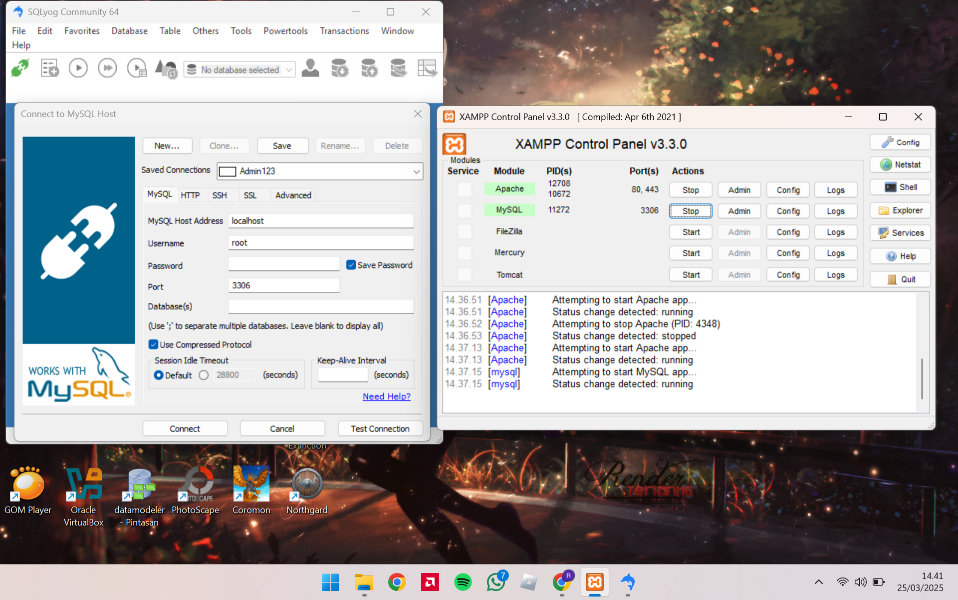 SQLyog Community 64
File Edit Favorites Database Table Others Tools Powertools Transactions Window
Help
No database selected
Connect to MySQL Host
New... Clone... Save Rename... Delete
Saved Connections Admin123
MySQL HTTP SSH SSL Advanced
MySQL Host Address localhost
Username root
Password Save Password
Port 3306
Database(s)
(Use ';' to separate multiple databases. Leave blank to display all)
Use Compressed Protocol
Session Idle Timeout Keep-Alive Interval
Default 28800 (seconds) (seconds)
Need Help?
WORKS WITH
MySQL®
Connect Cancel Test Connection
XAMPP Control Panel v3.3.0 [ Compiled: Apr 6th 2021 ]
XAMPP Control Panel v3.3.0
Modules
Service Module PID(s) Port(s) Actions
Apache 12708 10672 80, 443 Stop Admin Config Logs
MySQL 11272 3306 Stop Admin Config Logs
FileZilla Start Admin Config Logs
Mercury Start Admin Config Logs
Tomcat Start Admin Config Logs
Config
Netstat
Shell
Explorer
Services
Help
Quit
14.36.51 [Apache] Attempting to start Apache app...
14.36.51 [Apache] Status change detected: running
14.36.52 [Apache] Attempting to stop Apache (PID: 4348)
14.36.53 [Apache] Status change detected: stopped
14.37.13 [Apache] Attempting to start Apache app...
14.37.13 [Apache] Status change detected: running
14.37.15 [mysql] Attempting to start MySQL app...
14.37.15 [mysql] Status change detected: running
Extinction
Render
GOM Player
Oracle
VirtualBox
datamodeler
- Pintasan
PhotoScape
Coromon
Northgard
7
R
14.41
25/03/2025